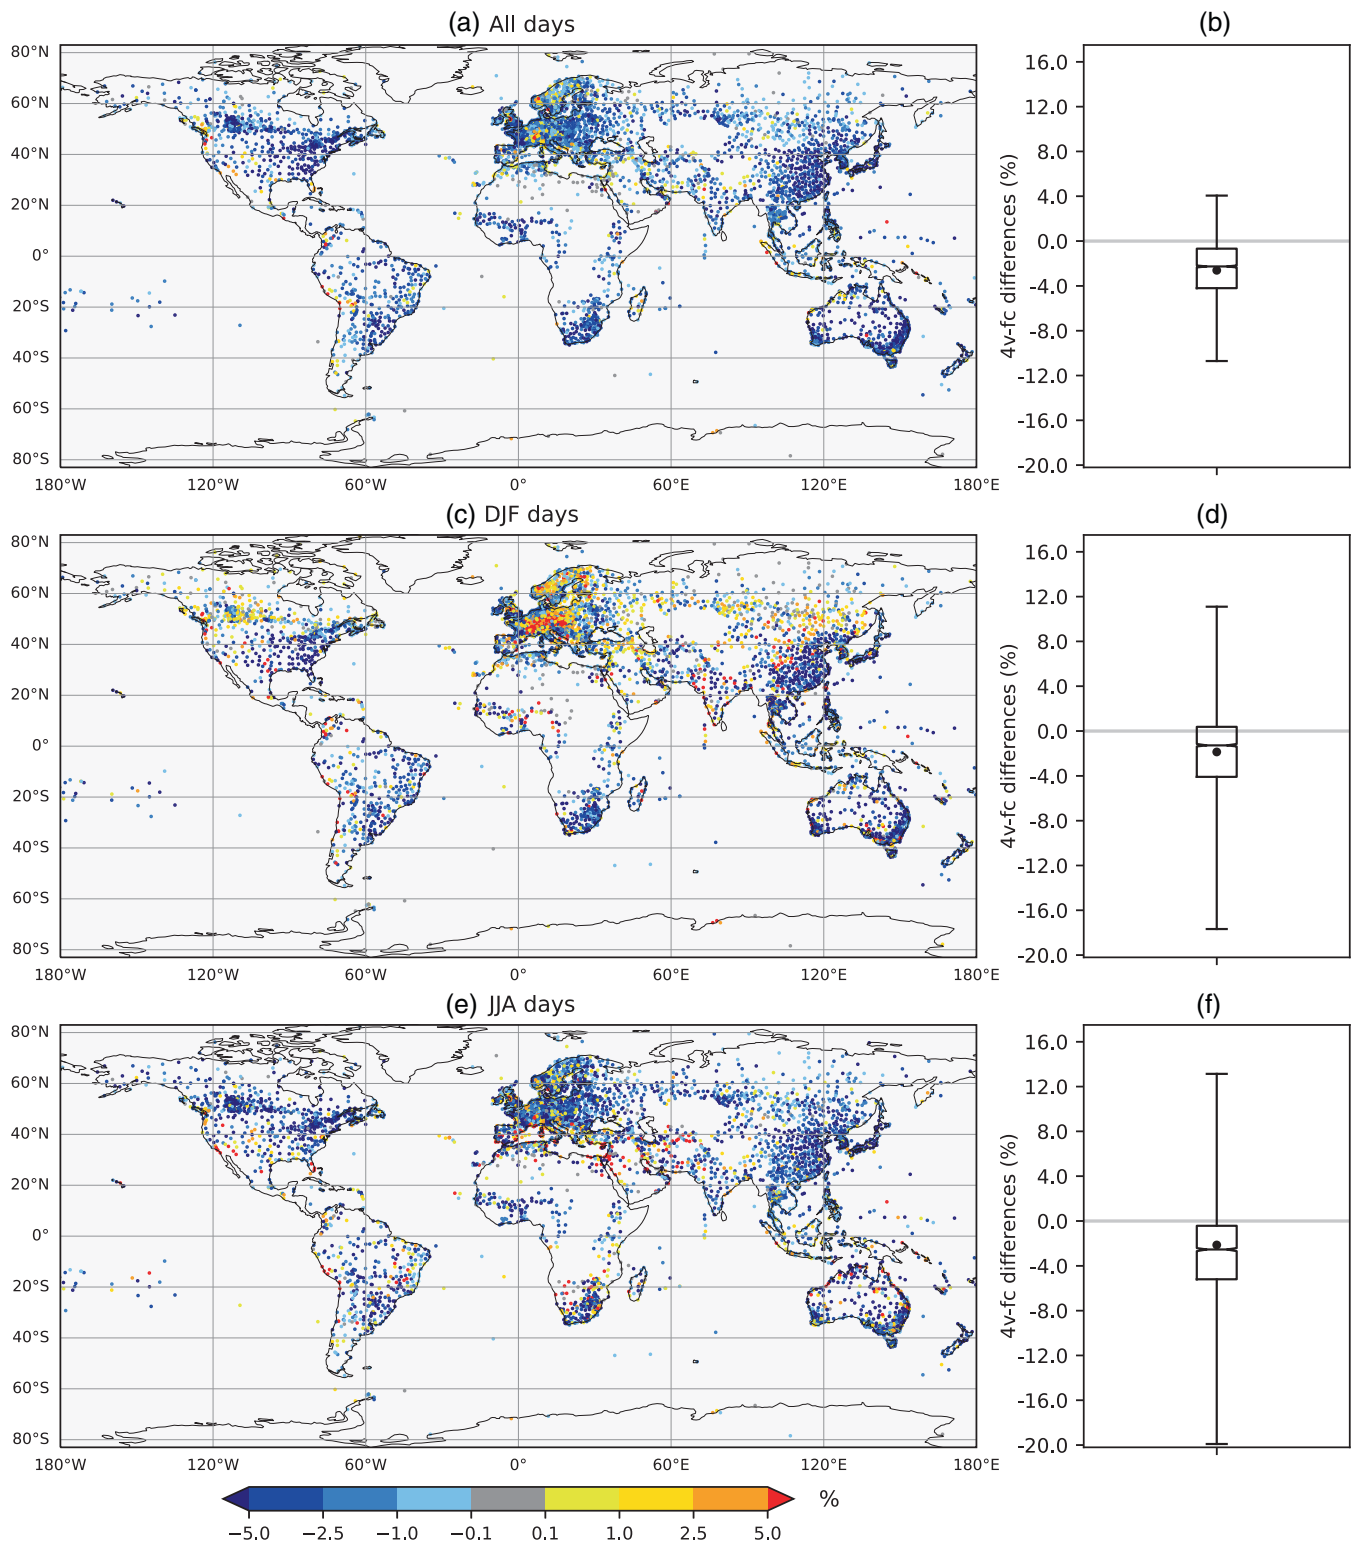 (a) All days
(b)
80°N
60°N
40°N
20°N
0°
20°S
40°S
60°S
80°S
180°W 120°W 60°W 0° 60°E 120°E 180°E
4v-fc differences (%)
16.0
12.0
8.0
4.0
0.0
-4.0
-8.0
-12.0
-16.0
-20.0
(c) DJF days
(d)
80°N
60°N
40°N
20°N
0°
20°S
40°S
60°S
80°S
180°W 120°W 60°W 0° 60°E 120°E 180°E
4v-fc differences (%)
16.0
12.0
8.0
4.0
0.0
-4.0
-8.0
-12.0
-16.0
-20.0
(e) JJA days
(f)
80°N
60°N
40°N
20°N
0°
20°S
40°S
60°S
80°S
180°W 120°W 60°W 0° 60°E 120°E 180°E
4v-fc differences (%)
16.0
12.0
8.0
4.0
0.0
-4.0
-8.0
-12.0
-16.0
-20.0
%
−5.0 −2.5 −1.0 −0.1 0.1 1.0 2.5 5.0